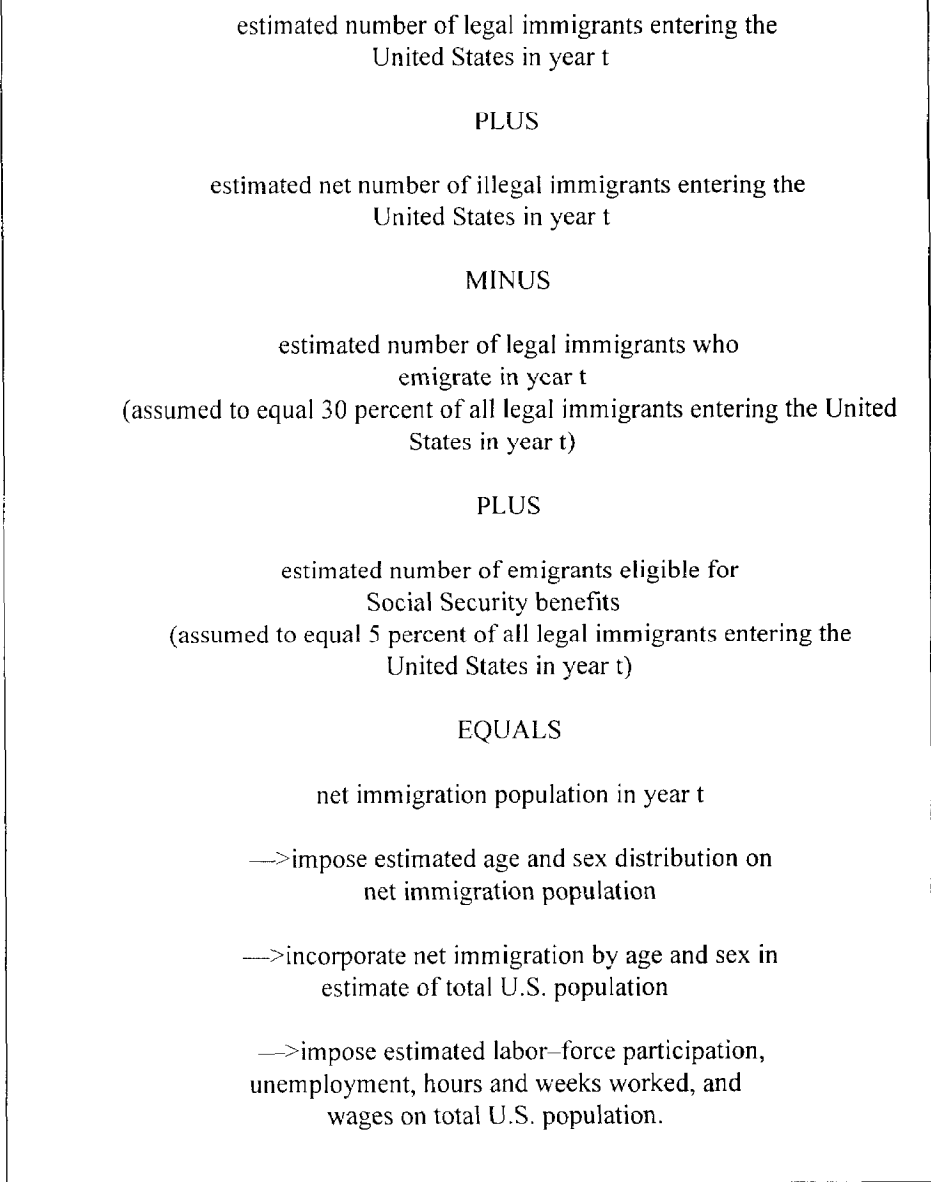 estimated number of legal immigrants entering the
United States in year t
PLUS
estimated net number of illegal immigrants entering the
United States in year t
MINUS
estimated number of legal immigrants who
emigrate in year t
(assumed to equal 30 percent of all legal immigrants entering the United
States in year t)
PLUS
estimated number of emigrants eligible for
Social Security benefits
(assumed to equal 5 percent of all legal immigrants entering the
United States in year t)
EQUALS
net immigration population in year t
—>impose estimated age and sex distribution on
net immigration population
—>incorporate net immigration by age and sex in
estimate of total U.S. population
—>impose estimated labor–force participation,
unemployment, hours and weeks worked, and
wages on total U.S. population.